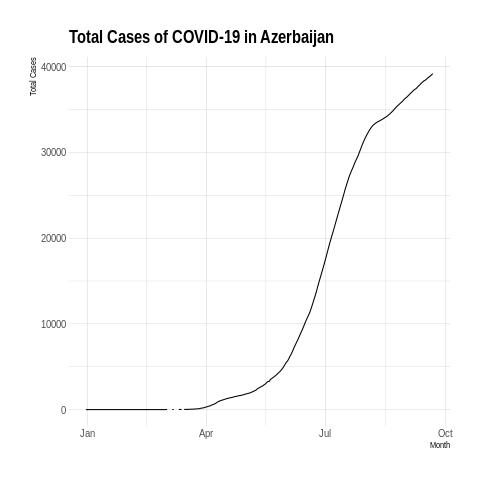 Total Cases of COVID-19 in Azerbaijan
Total Cases
40000
30000
20000
10000
0
Jan Apr Jul Oct
Month